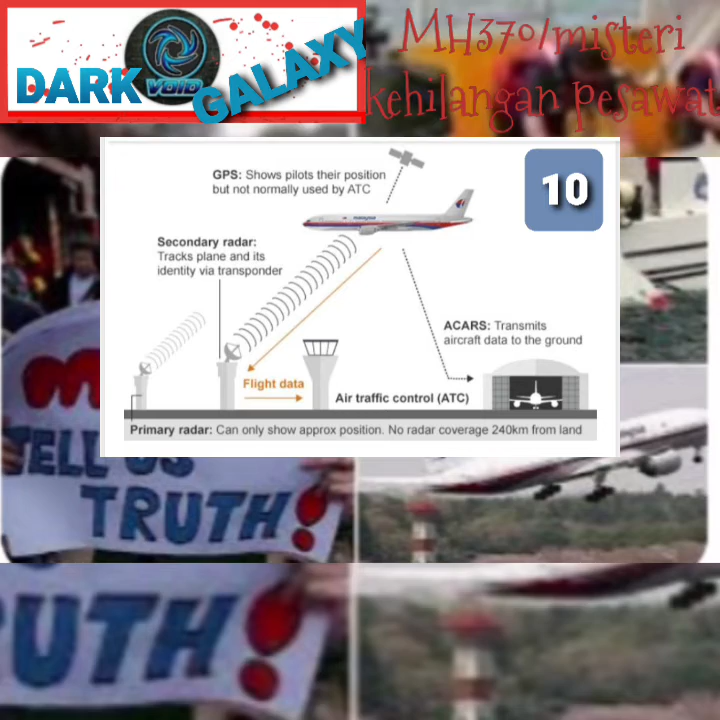 DARK VOID GALAXY
MH370/misteri
kehilangan pesawat
10
GPS: Shows pilots their position
but not normally used by ATC
malaysia
Secondary radar:
Tracks plane and its
identity via transponder
ACARS: Transmits
aircraft data to the ground
Flight data
Air traffic control (ATC)
Primary radar: Can only show approx position. No radar coverage 240km from land
TELL US
TRUTH!
UTH!